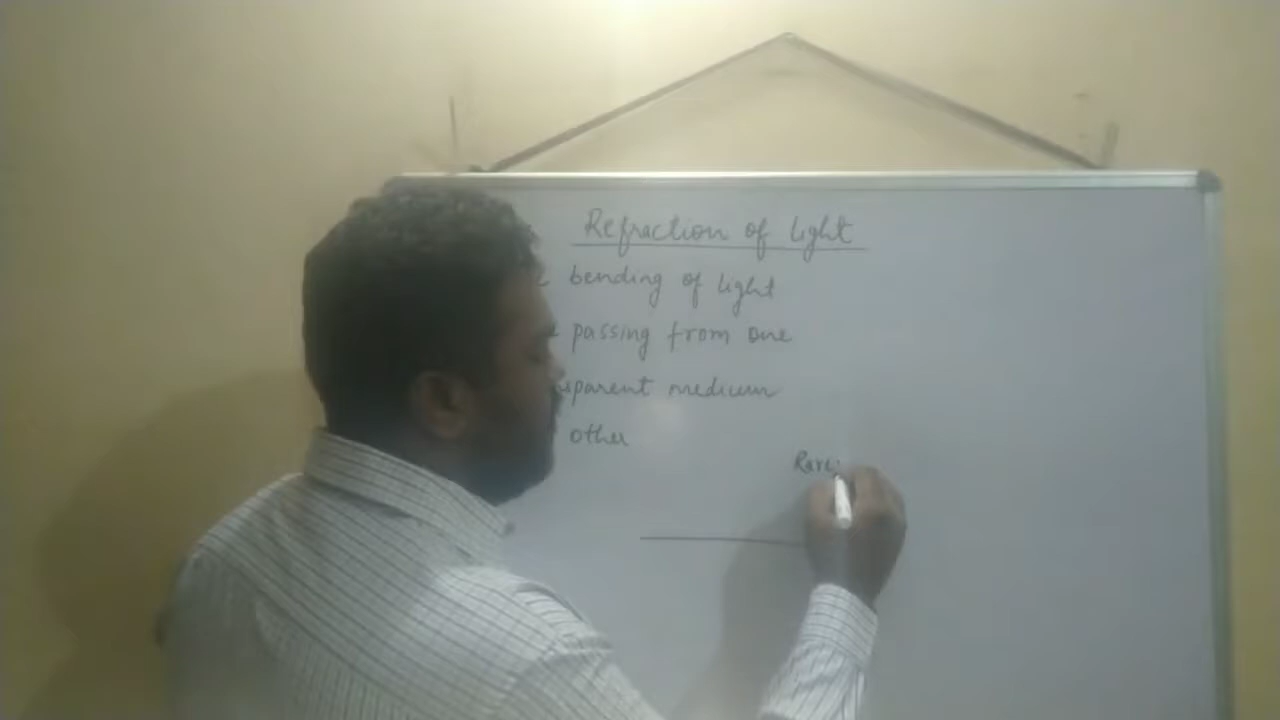 Refraction of light
bending of light
passing from one
sparent medium
other
Rare